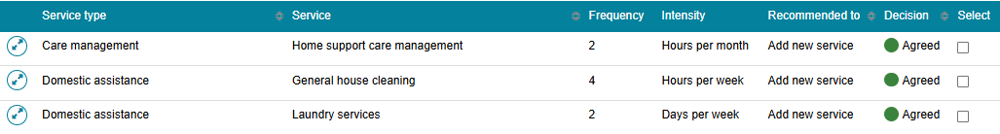 Service type Service Frequency Intensity Recommended to Decision Select
Care management Home support care management 2 Hours per month Add new service Agreed
Domestic assistance General house cleaning 4 Hours per week Add new service Agreed
Domestic assistance Laundry services 2 Days per week Add new service Agreed